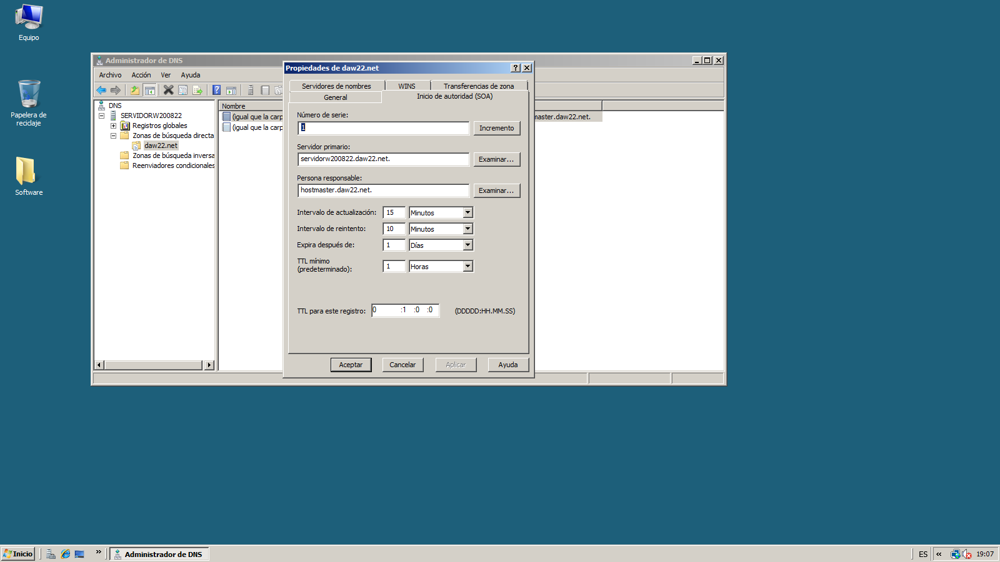 Equipo
Papelera de
reciclaje
Software
Administrador de DNS
Archivo Acción Ver Ayuda
DNS
SERVIDORW200822
Registros globales
Zonas de búsqueda directa
daw22.net
Zonas de búsqueda inversa
Reenviadores condicionales
Nombre
(igual que la carp
(igual que la carp
master.daw22.net.
Propiedades de daw22.net
Servidores de nombres WINS Transferencias de zona
General Inicio de autoridad (SOA)
Número de serie:
1 Incremento
Servidor primario:
servidorw200822.daw22.net. Examinar...
Persona responsable:
hostmaster.daw22.net. Examinar...
Intervalo de actualización: 15 Minutos
Intervalo de reintento: 10 Minutos
Expira después de: 1 Días
TTL mínimo
(predeterminado): 1 Horas
TTL para este registro: 0 :1 :0 :0 (DDDDD:HH.MM.SS)
Aceptar Cancelar Aplicar Ayuda
Inicio » Administrador de DNS ES « 19:07